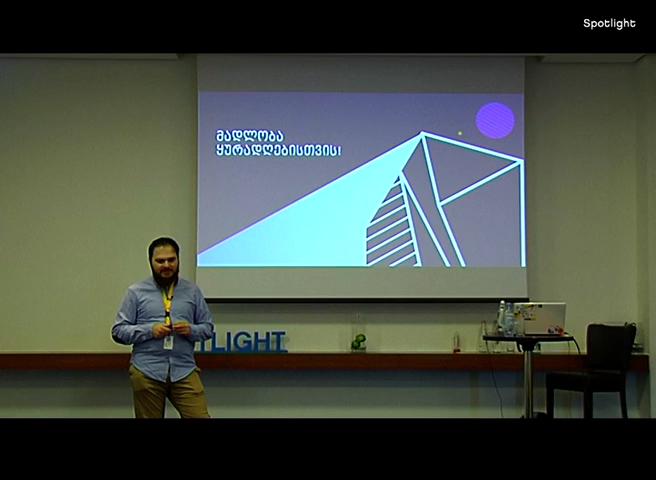 Spotlight
ᲛᲐᲓᲚᲝᲑᲐ
ᲧᲣᲠᲐᲓᲦᲔᲑᲘᲡᲗᲕᲘᲡ!
TLIGHT